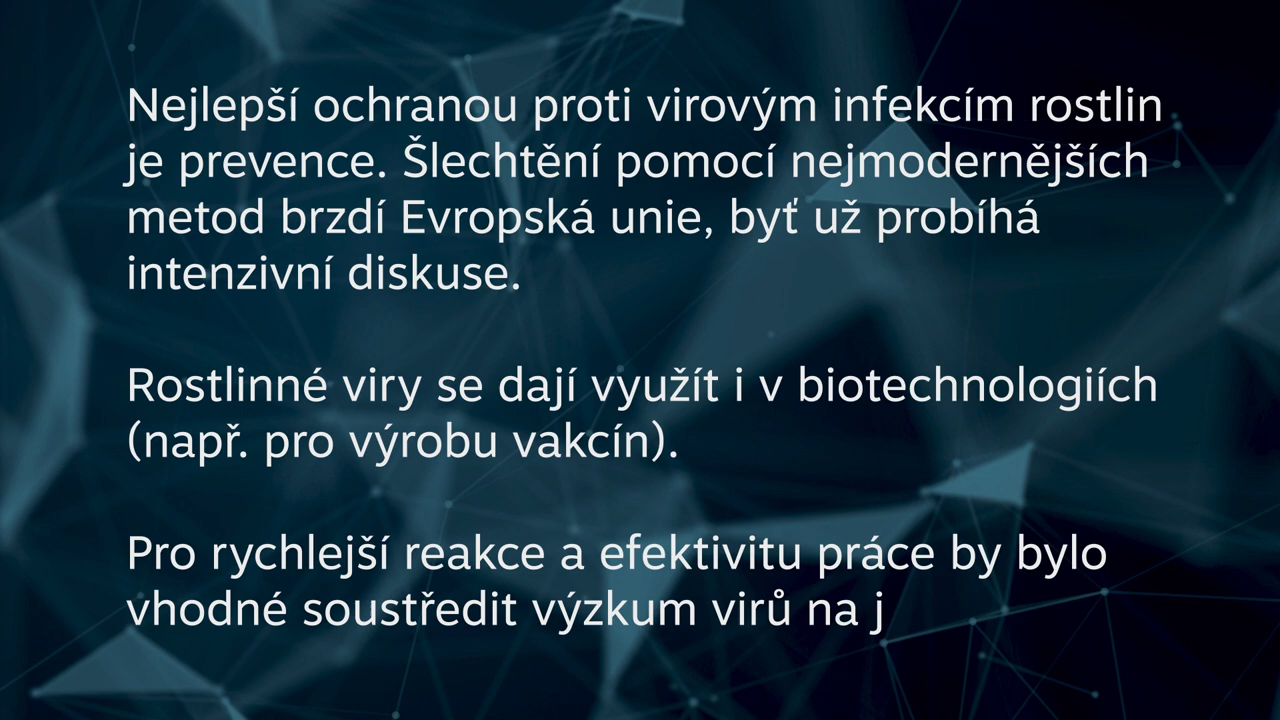 Nejlepší ochranou proti virovým infekcím rostlin
je prevence. Šlechtění pomocí nejmodernějších
metod brzdí Evropská unie, byť už probíhá
intenzivní diskuse.
Rostlinné viry se dají využít i v biotechnologiích
(např. pro výrobu vakcín).
Pro rychlejší reakce a efektivitu práce by bylo
vhodné soustředit výzkum virů na j